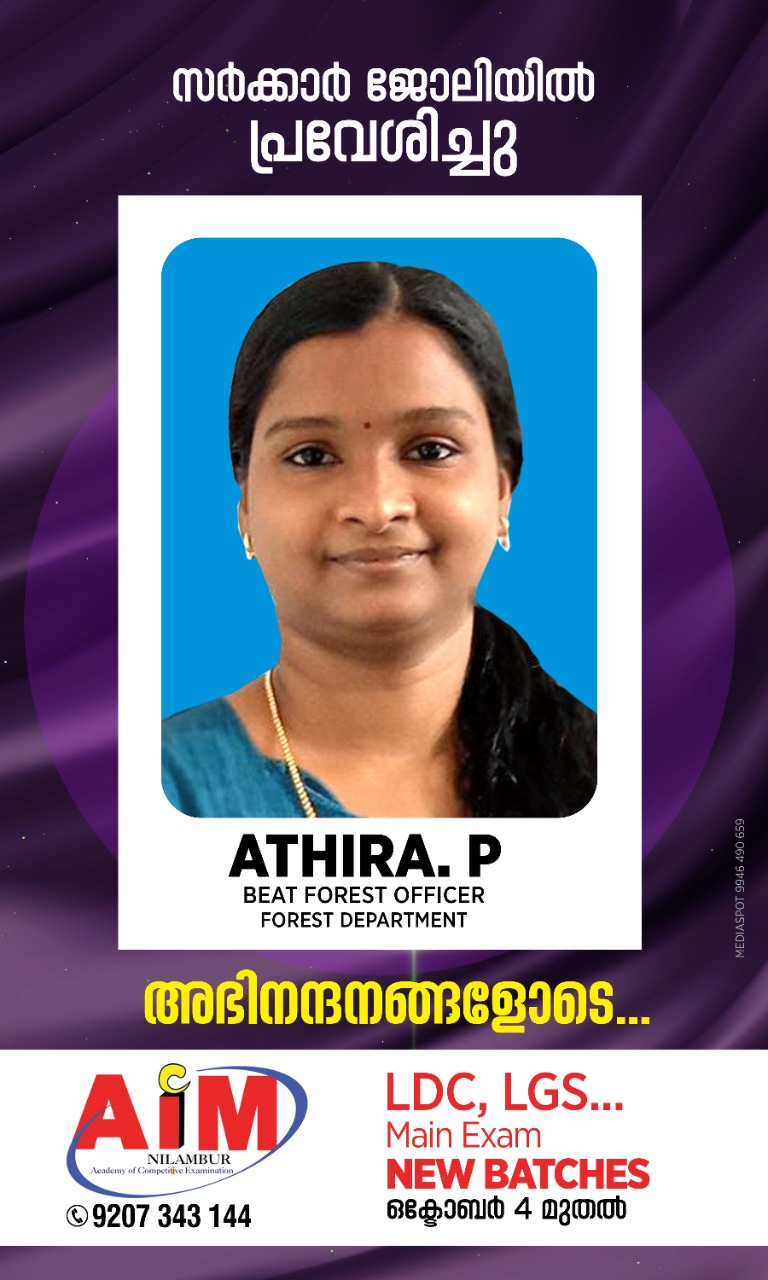 സർക്കാർ ജോലിയിൽ
പ്രവേശിച്ചു
ATHIRA. P
BEAT FOREST OFFICER
FOREST DEPARTMENT
MEDIASPOT 9946 490 659
അഭിനന്ദനങ്ങളോടെ...
AiM
NILAMBUR
Academy of Competitive Examination
9207 343 144
LDC, LGS...
Main Exam
NEW BATCHES
ഒക്ടോബർ 4 മുതൽ